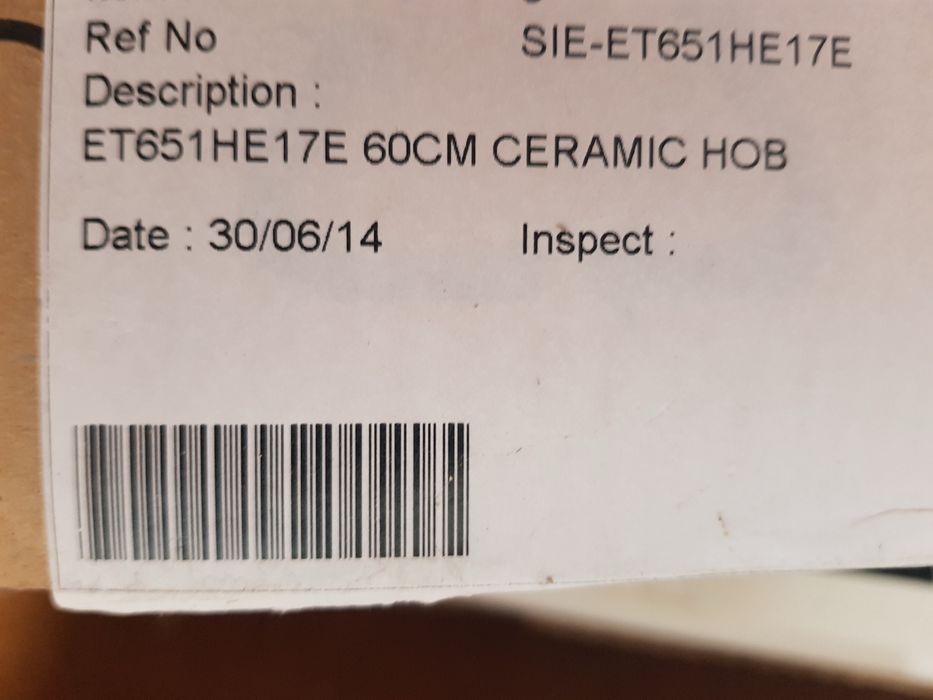 Ref No SIE-ET651HE17E
Description :
ET651HE17E 60CM CERAMIC HOB
Date : 30/06/14 Inspect :